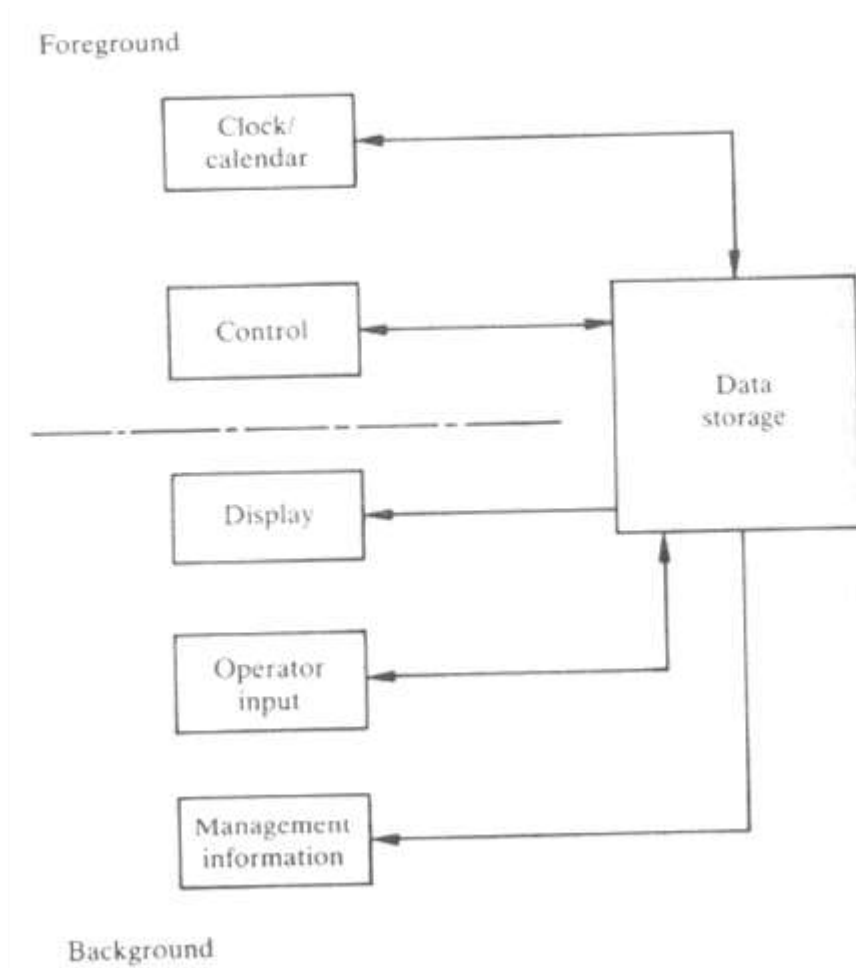 Foreground
Clock/
calendar
Control
Data
storage
Display
Operator
input
Management
information
Background